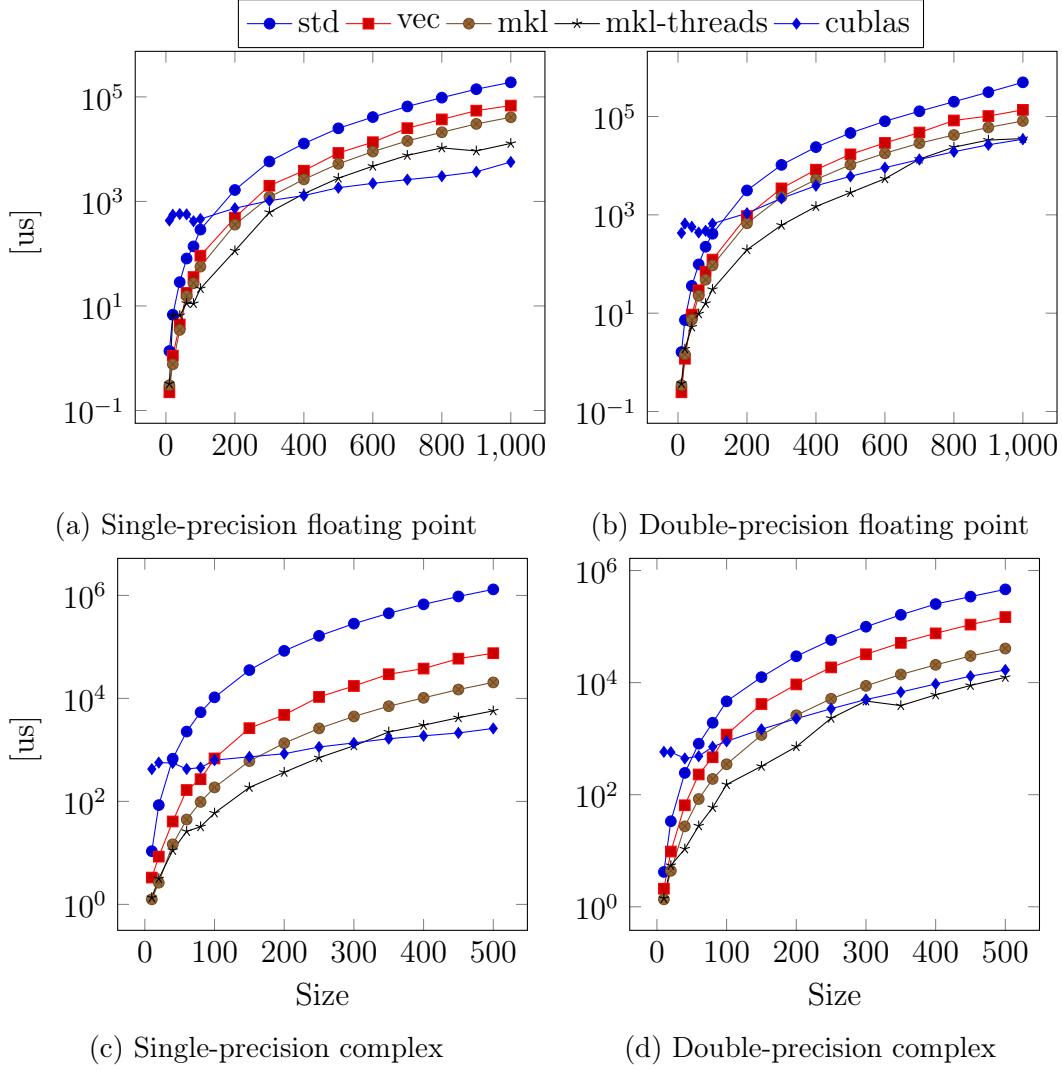 std vec mkl mkl-threads cublas
10^5
10^3
10^1
10^−1
[us]
0 200 400 600 800 1,000
10^5
10^3
10^1
10^−1
0 200 400 600 800 1,000
(a) Single-precision floating point
(b) Double-precision floating point
10^6
10^4
10^2
10^0
[us]
0 100 200 300 400 500
Size
10^6
10^4
10^2
10^0
0 100 200 300 400 500
Size
(c) Single-precision complex
(d) Double-precision complex